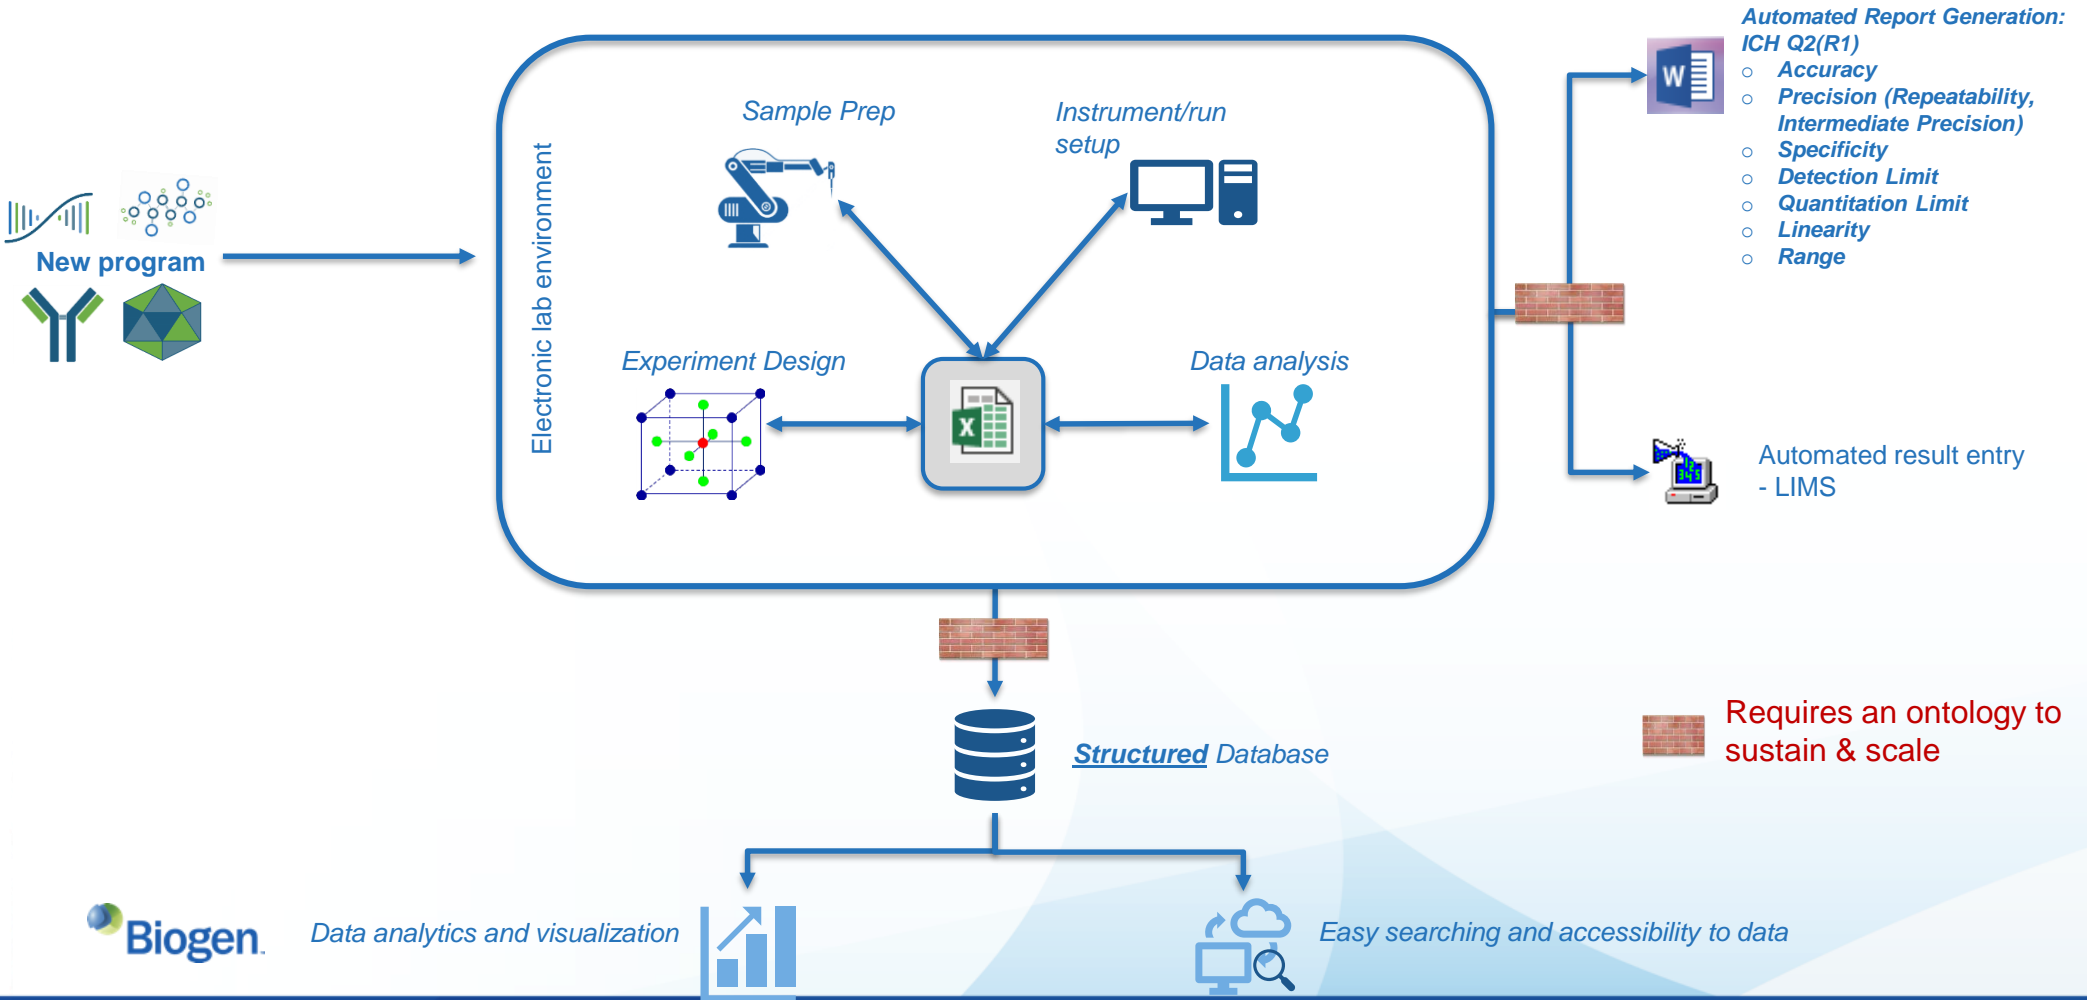 Automated Report Generation:
ICH Q2(R1)
o Accuracy
o Precision (Repeatability,
Intermediate Precision)
o Specificity
o Detection Limit
o Quantitation Limit
o Linearity
o Range
W
Sample Prep
Instrument/run
setup
Electronic lab environment
New program
Experiment Design
Data analysis
X
Automated result entry
- LIMS
12
345
Requires an ontology to
sustain & scale
Structured Database
Biogen
Data analytics and visualization
Easy searching and accessibility to data